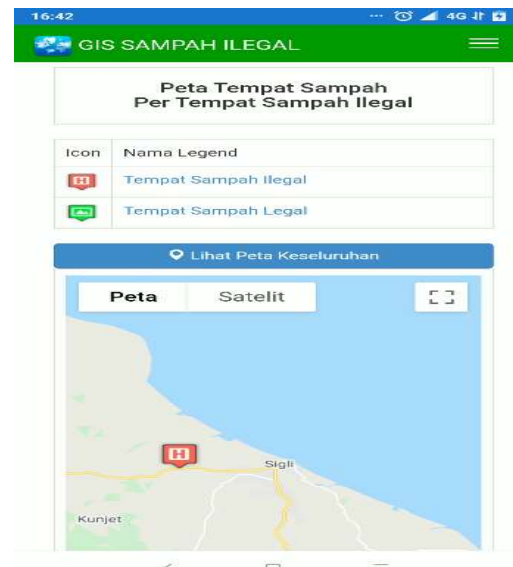 16:42
4G
GIS SAMPAH ILEGAL
Peta Tempat Sampah
Per Tempat Sampah Ilegal
Icon Nama Legend
H Tempat Sampah Ilegal
Tempat Sampah Legal
Lihat Peta Keseluruhan
Peta Satelit
H
Sigli
Kunjet